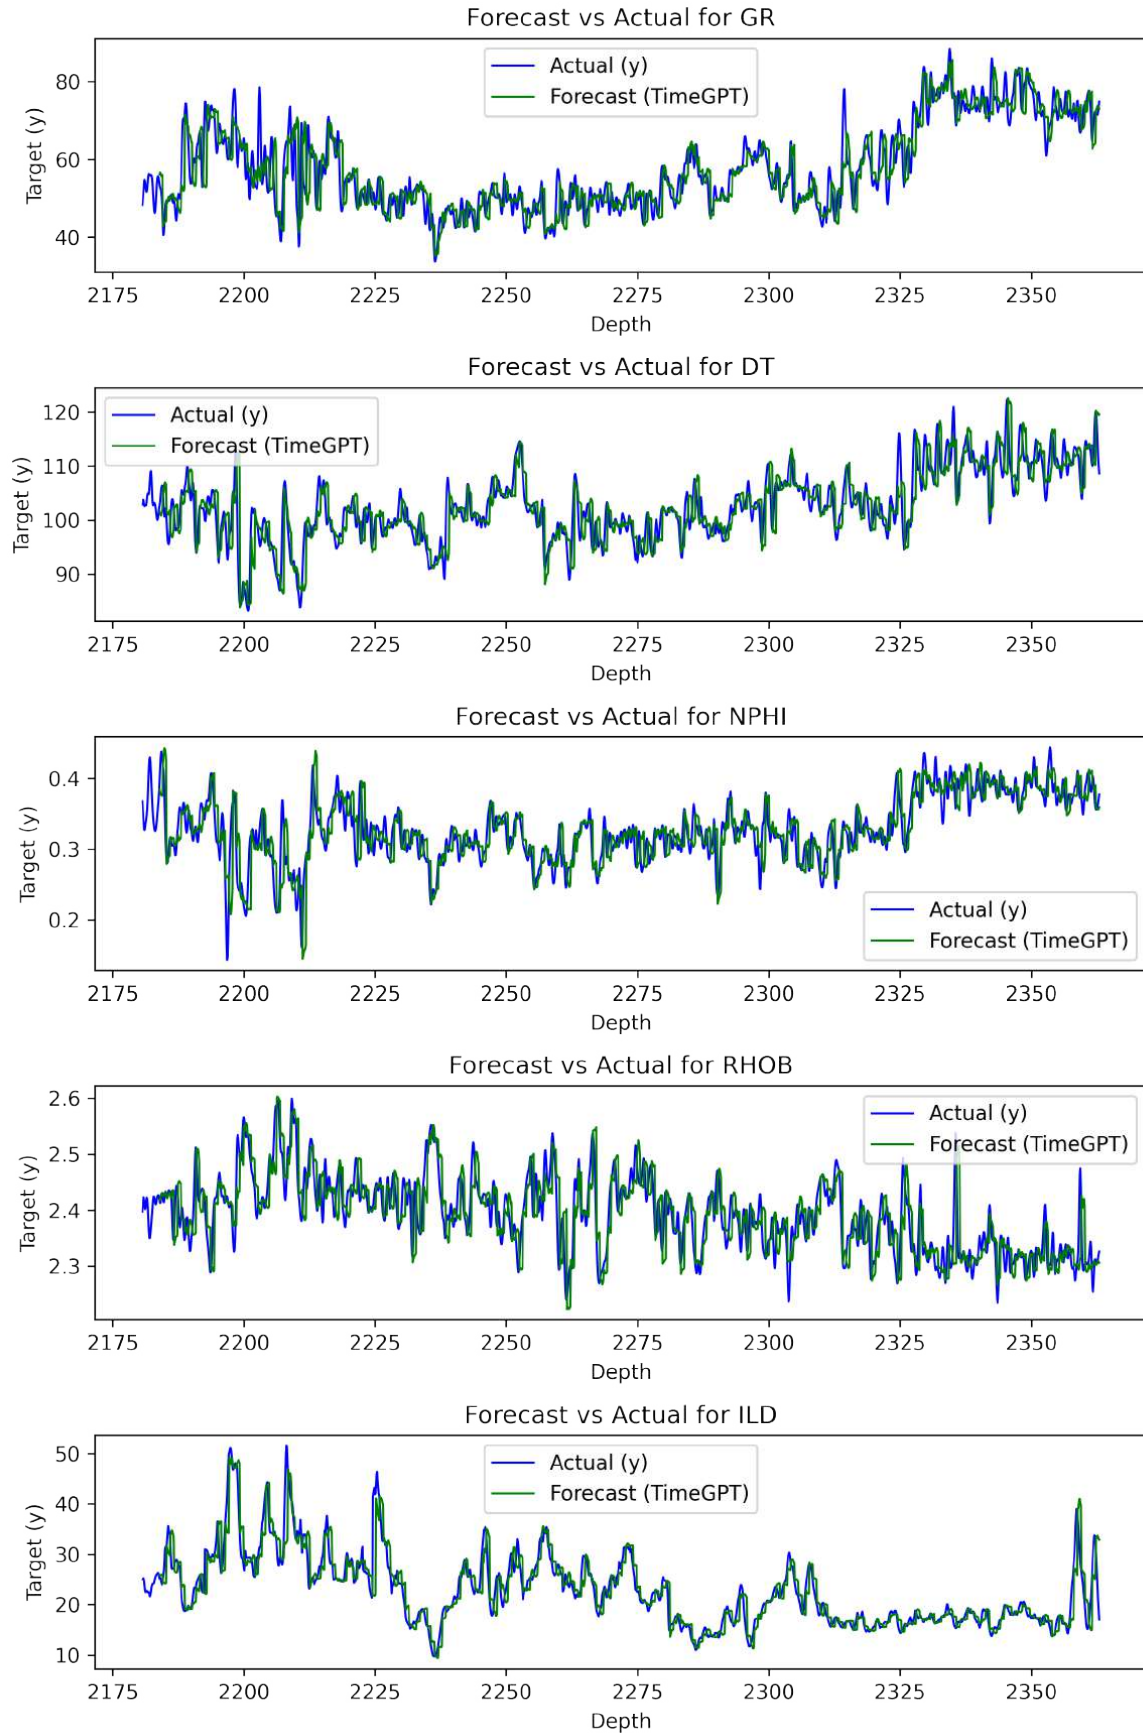 Forecast vs Actual for GR
Target (y)
80
60
40
Actual (y)
Forecast (TimeGPT)
2175 2200 2225 2250 2275 2300 2325 2350
Depth
Forecast vs Actual for DT
Target (y)
120
110
100
90
Actual (y)
Forecast (TimeGPT)
2175 2200 2225 2250 2275 2300 2325 2350
Depth
Forecast vs Actual for NPHI
Target (y)
0.4
0.3
0.2
Actual (y)
Forecast (TimeGPT)
2175 2200 2225 2250 2275 2300 2325 2350
Depth
Forecast vs Actual for RHOB
Target (y)
2.6
2.5
2.4
2.3
Actual (y)
Forecast (TimeGPT)
2175 2200 2225 2250 2275 2300 2325 2350
Depth
Forecast vs Actual for ILD
Target (y)
50
40
30
20
10
Actual (y)
Forecast (TimeGPT)
2175 2200 2225 2250 2275 2300 2325 2350
Depth